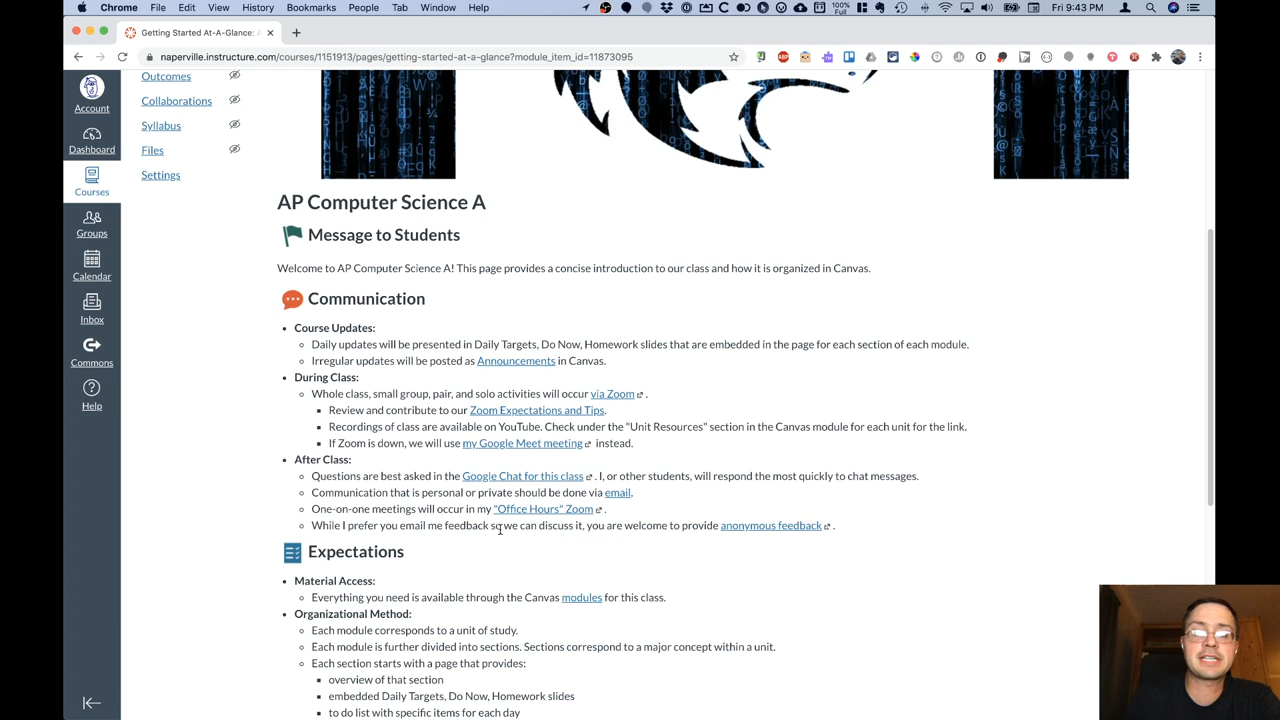 Chrome File Edit View History Bookmarks People Tab Window Help
100% Full
Fri 9:43 PM
Getting Started At-A-Glance: A
naperville.instructure.com/courses/1151913/pages/getting-started-at-a-glance?module_item_id=11873095
Account
Dashboard
Courses
Groups
Calendar
Inbox
Commons
Help
Outcomes
Collaborations
Syllabus
Files
Settings
AP Computer Science A
Message to Students
Welcome to AP Computer Science A! This page provides a concise introduction to our class and how it is organized in Canvas.
Communication
Course Updates:
Daily updates will be presented in Daily Targets, Do Now, Homework slides that are embedded in the page for each section of each module.
Irregular updates will be posted as Announcements in Canvas.
During Class:
Whole class, small group, pair, and solo activities will occur via Zoom .
Review and contribute to our Zoom Expectations and Tips.
Recordings of class are available on YouTube. Check under the "Unit Resources" section in the Canvas module for each unit for the link.
If Zoom is down, we will use my Google Meet meeting instead.
After Class:
Questions are best asked in the Google Chat for this class . I, or other students, will respond the most quickly to chat messages.
Communication that is personal or private should be done via email.
One-on-one meetings will occur in my "Office Hours" Zoom .
While I prefer you email me feedback so we can discuss it, you are welcome to provide anonymous feedback .
Expectations
Material Access:
Everything you need is available through the Canvas modules for this class.
Organizational Method:
Each module corresponds to a unit of study.
Each module is further divided into sections. Sections correspond to a major concept within a unit.
Each section starts with a page that provides:
overview of that section
embedded Daily Targets, Do Now, Homework slides
to do list with specific items for each day